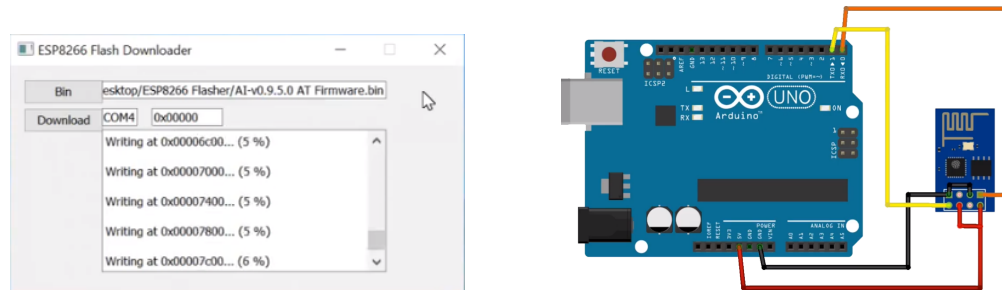 ESP8266 Flash Downloader
Bin
esktop/ESP8266 Flasher/AI-v0.9.5.0 AT Firmware.bin
Download
COM4
0x00000
Writing at 0x00006c00... (5 %)
Writing at 0x00007000... (5 %)
Writing at 0x00007400... (5 %)
Writing at 0x00007800... (5 %)
Writing at 0x00007c00... (6 %)
RESET
ICSP2
AREF
GND
13
12
~11
~10
~9
8
7
~6
~5
4
~3
2
TXD▶1
RXD◀0
DIGITAL (PWM=~)
L
TX
RX
UNO
Arduino™
ON
ICSP
1
IOREF
RESET
3V3
5V
GND
GND
VIN
POWER
ANALOG IN
A0
A1
A2
A3
A4
A5